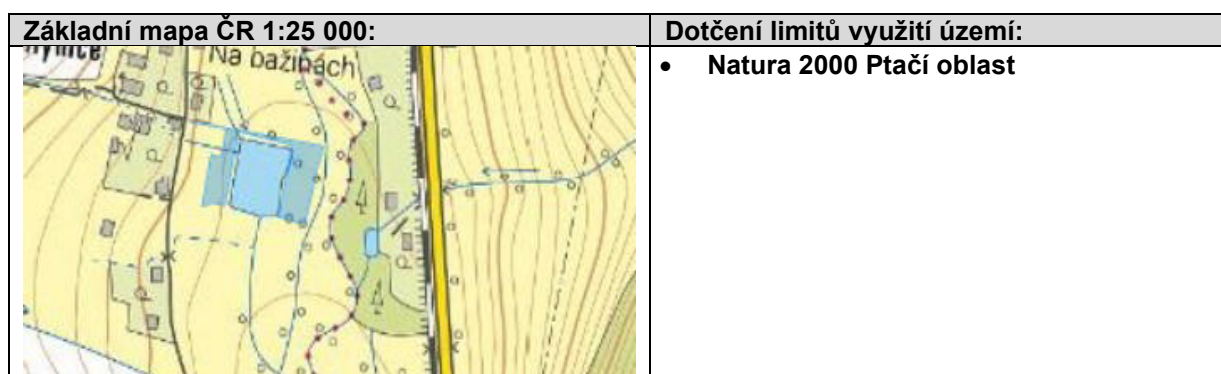 Základní mapa ČR 1:25 000:
Dotčení limitů využití území:
Na bažinách
• Natura 2000 Ptačí oblast